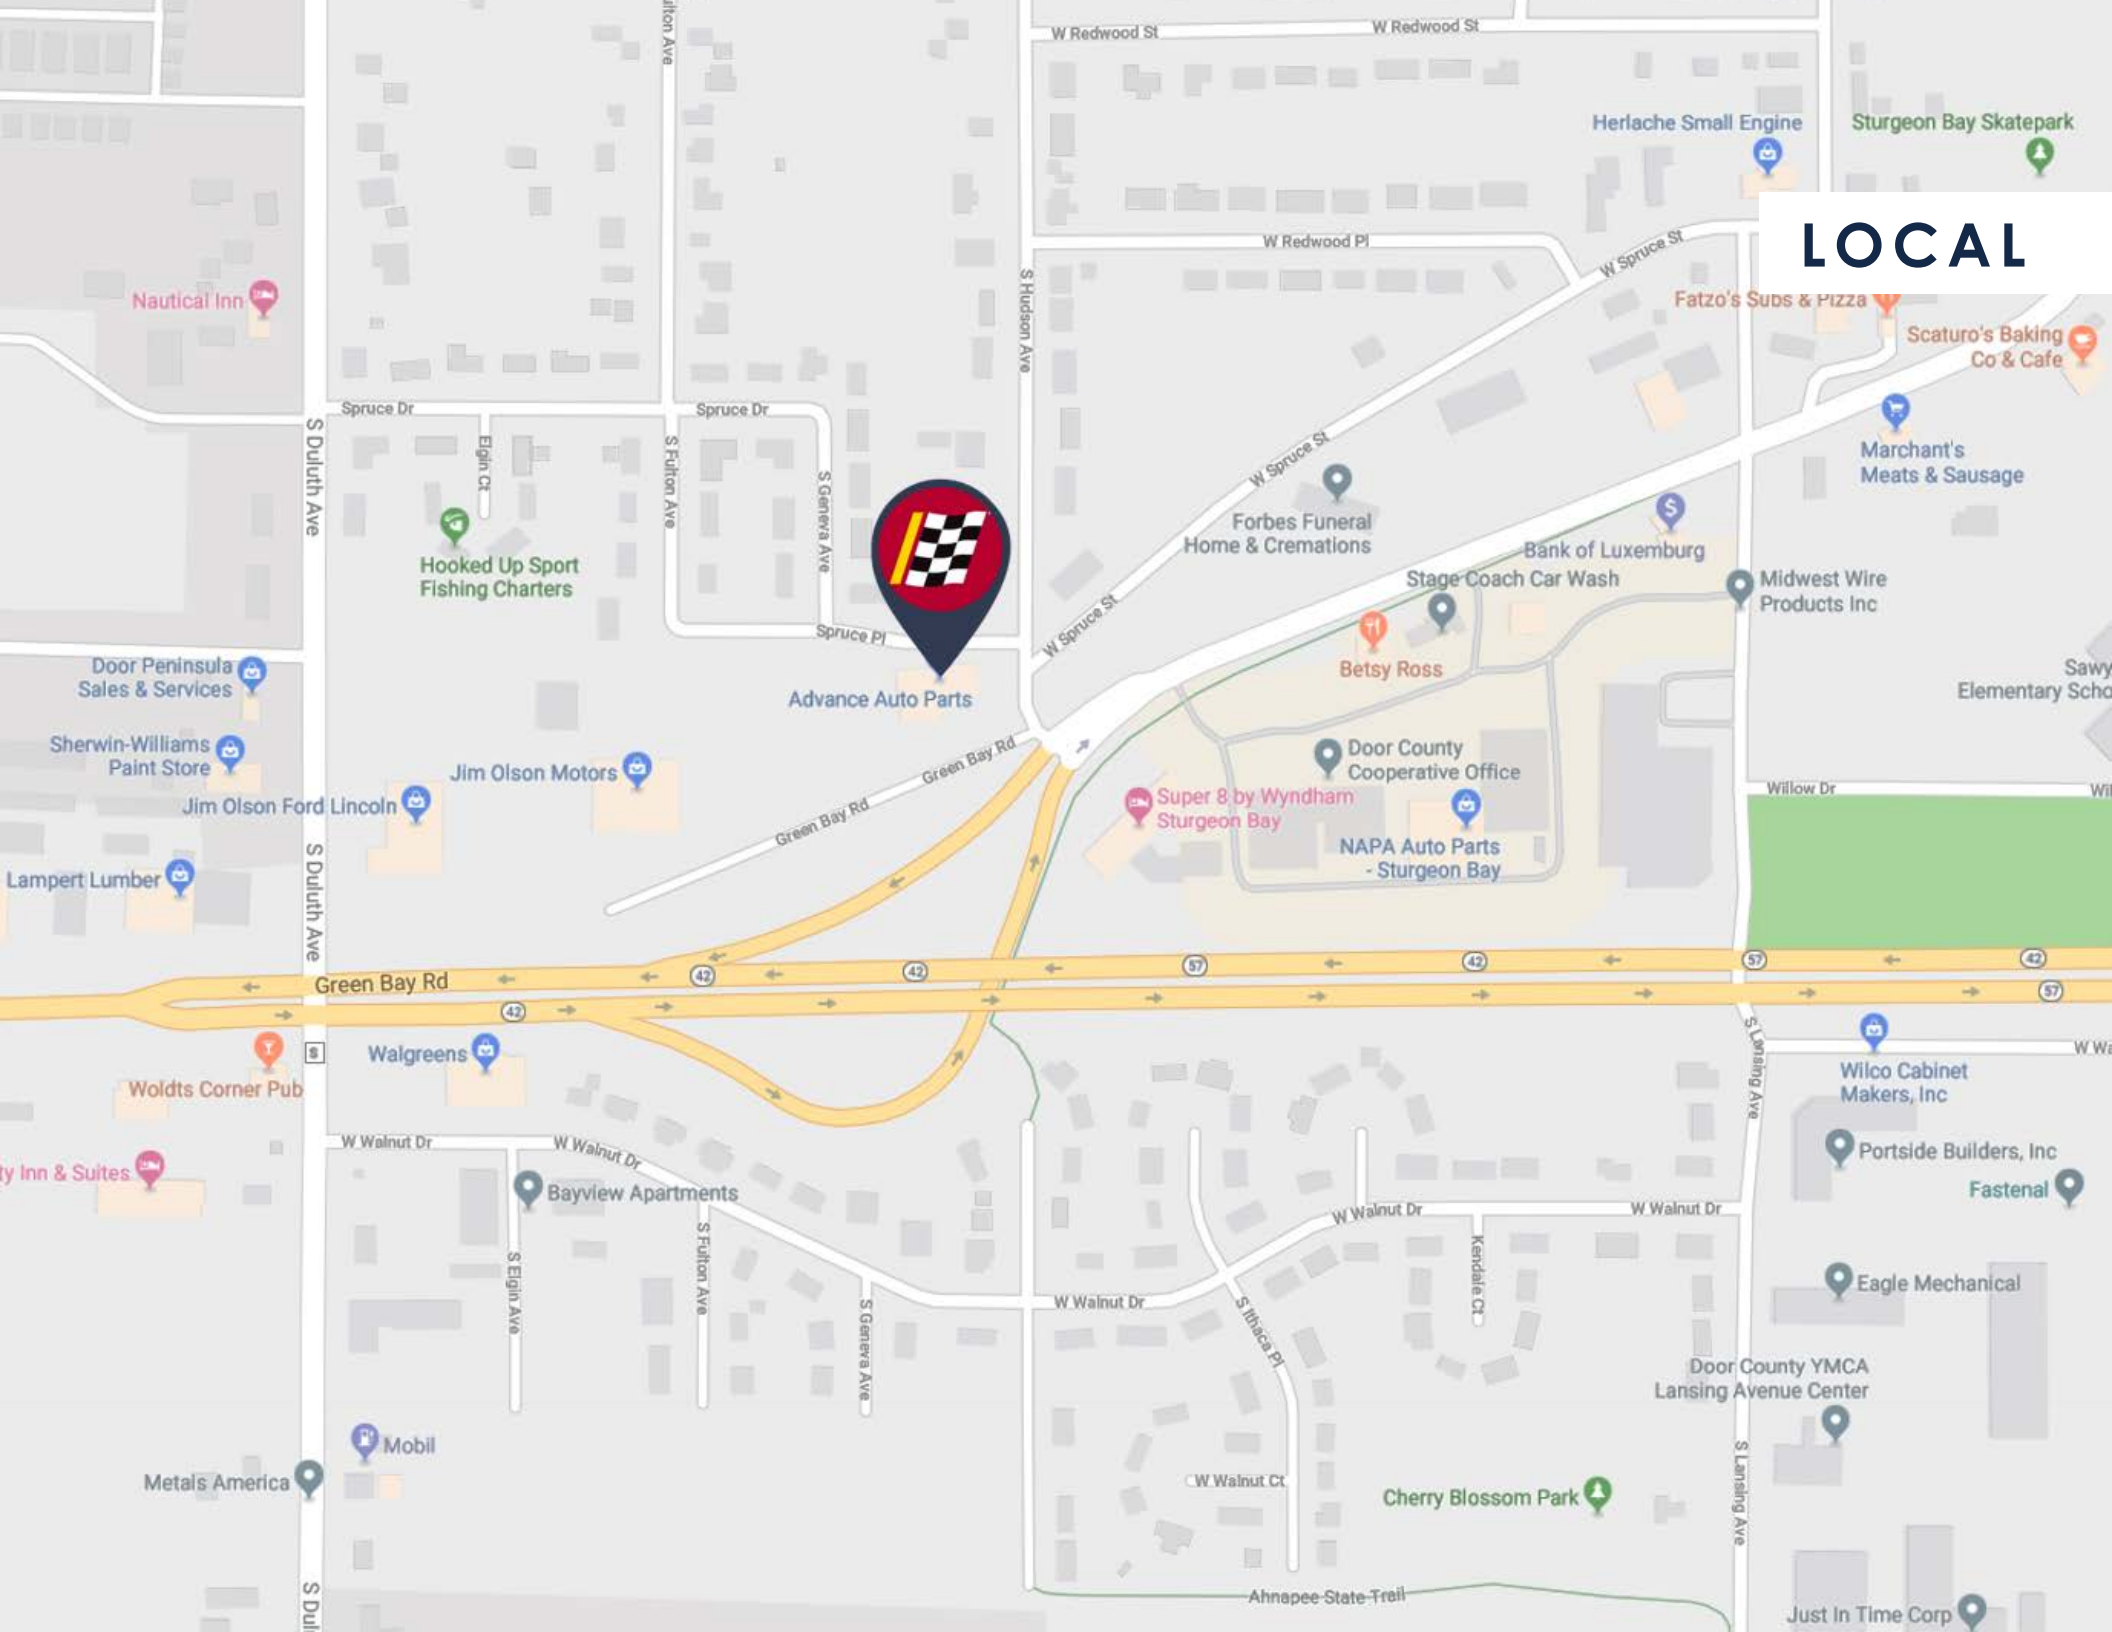 W Redwood St
W Redwood St
ulton Ave
Herlache Small Engine
Sturgeon Bay Skatepark
LOCAL
W Redwood Pl
W Spruce St
Nautical Inn
S Hudson Ave
Fatzo's Subs & Pizza
Scaturo's Baking
Co & Cafe
Spruce Dr
Spruce Dr
S Duluth Ave
Elgin Ct
S Fulton Ave
S Geneva Ave
W Spruce St
Marchant's
Meats & Sausage
Forbes Funeral
Home & Cremations
Bank of Luxemburg
Hooked Up Sport
Fishing Charters
Stage Coach Car Wash
Midwest Wire
Products Inc
Spruce Pl
W Spruce St
Betsy Ross
Door Peninsula
Sales & Services
Advance Auto Parts
Sawy
Elementary Scho
Sherwin-Williams
Paint Store
Jim Olson Motors
Green Bay Rd
Door County
Cooperative Office
Jim Olson Ford Lincoln
Green Bay Rd
Super 8 by Wyndham
Sturgeon Bay
Willow Dr
Wil
NAPA Auto Parts
- Sturgeon Bay
Lampert Lumber
S Duluth Ave
Green Bay Rd
42
42
57
42
57
42
42
57
S
Walgreens
Woldts Corner Pub
S Lansing Ave
W Wa
Wilco Cabinet
Makers, Inc
W Walnut Dr
W Walnut Dr
Portside Builders, Inc
ty Inn & Suites
Bayview Apartments
Fastenal
W Walnut Dr
W Walnut Dr
S Elgin Ave
S Fulton Ave
S Geneva Ave
W Walnut Dr
S Ithaca Pl
Kendale Ct
Eagle Mechanical
Door County YMCA
Lansing Avenue Center
Mobil
Metals America
W Walnut Ct
Cherry Blossom Park
S Lansing Ave
S Dul
Ahnapee State Trail
Just In Time Corp